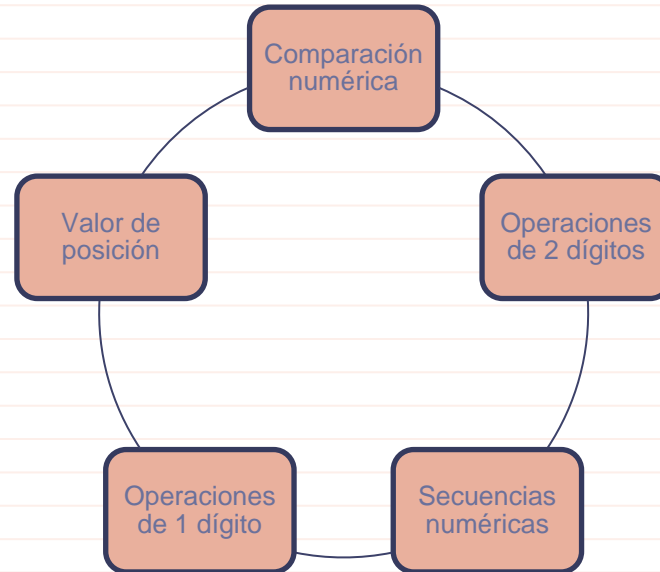 Comparación
numérica
Valor de
posición
Operaciones
de 2 dígitos
Operaciones
de 1 dígito
Secuencias
numéricas